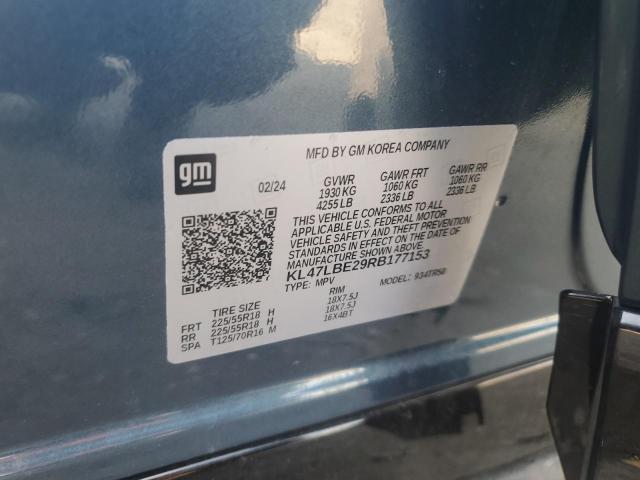 MFD BY GM KOREA COMPANY
gm
02/24
GVWR GAWR FRT GAWR RR
1930 KG 1060 KG 1060 KG
4255 LB 2336 LB 2336 LB
THIS VEHICLE CONFORMS TO ALL
APPLICABLE U.S. FEDERAL MOTOR
VEHICLE SAFETY AND THEFT PREVENTION
STANDARDS IN EFFECT ON THE DATE OF
MANUFACTURE SHOWN ABOVE
KL47LBE29RB177153
TYPE: MPV MODEL: 934TR58
TIRE SIZE RIM
FRT 225/55R18 H 18X7.5J
RR 225/55R18 H 18X7.5J
SPA T125/70R16 M 16X4BT